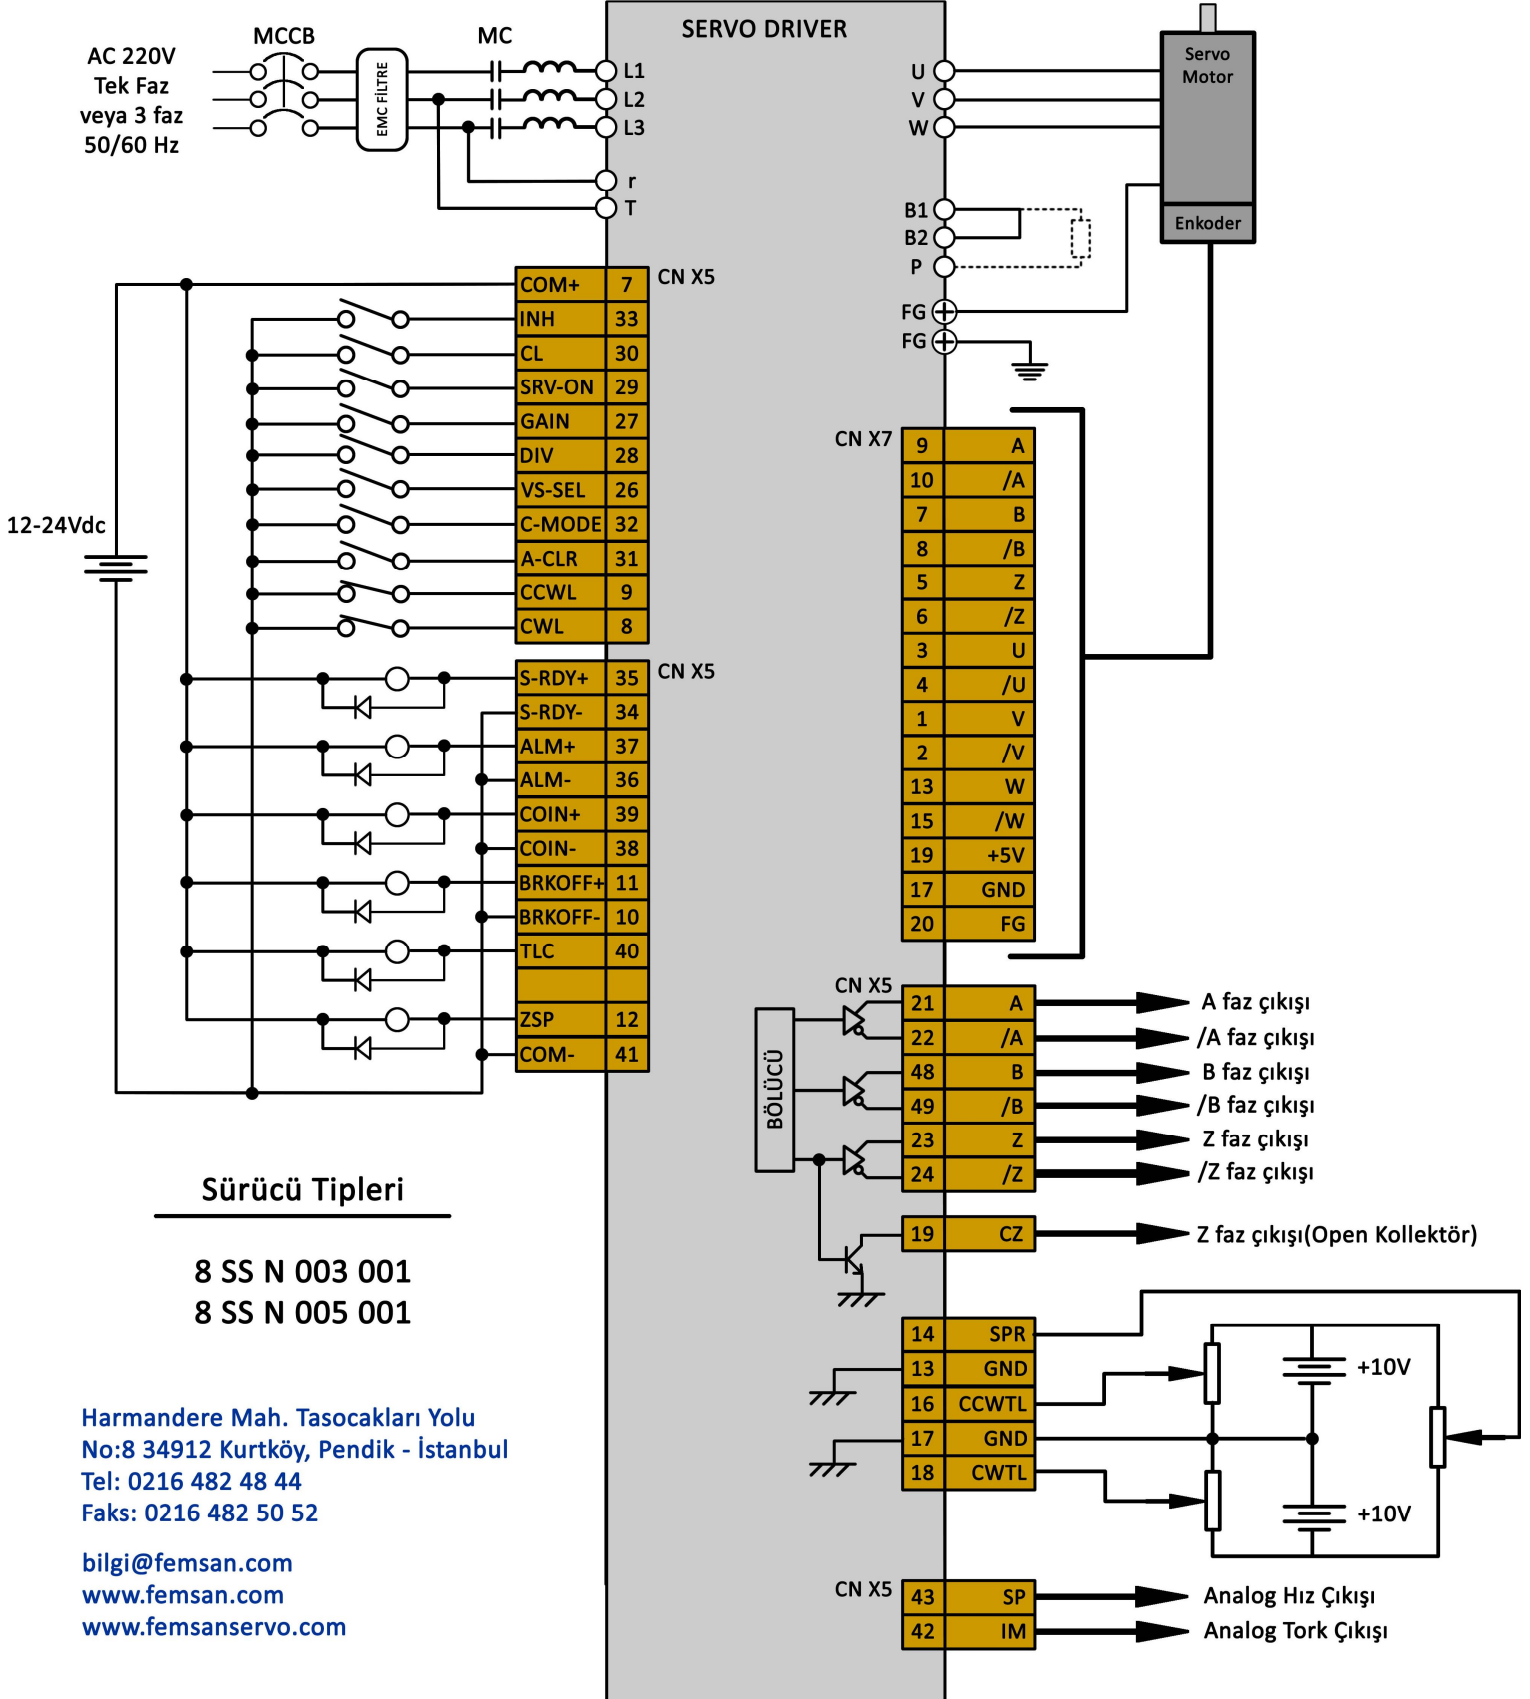 SERVO DRIVER
MCCB
MC
AC 220V
Tek Faz
veya 3 faz
50/60 Hz
EMC FİLTRE
L1
L2
L3
r
T
U
V
W
Servo
Motor
Enkoder
B1
B2
P
FG
FG
12-24Vdc
CN X5
COM+ 7
INH 33
CL 30
SRV-ON 29
GAIN 27
DIV 28
VS-SEL 26
C-MODE 32
A-CLR 31
CCWL 9
CWL 8
CN X5
S-RDY+ 35
S-RDY- 34
ALM+ 37
ALM- 36
COIN+ 39
COIN- 38
BRKOFF+ 11
BRKOFF- 10
TLC 40
ZSP 12
COM- 41
CN X7
9 A
10 /A
7 B
8 /B
5 Z
6 /Z
3 U
4 /U
1 V
2 /V
13 W
15 /W
19 +5V
17 GND
20 FG
CN X5
BÖLÜCÜ
21 A A faz çıkışı
22 /A /A faz çıkışı
48 B B faz çıkışı
49 /B /B faz çıkışı
23 Z Z faz çıkışı
24 /Z /Z faz çıkışı
19 CZ Z faz çıkışı(Open Kollektör)
14 SPR
13 GND
16 CCWTL
17 GND
18 CWTL
+10V
+10V
CN X5
43 SP Analog Hız Çıkışı
42 IM Analog Tork Çıkışı
Sürücü Tipleri
8 SS N 003 001
8 SS N 005 001
Harmandere Mah. Tasocakları Yolu
No:8 34912 Kurtköy, Pendik - İstanbul
Tel: 0216 482 48 44
Faks: 0216 482 50 52
bilgi@femsan.com
www.femsan.com
www.femsanservo.com